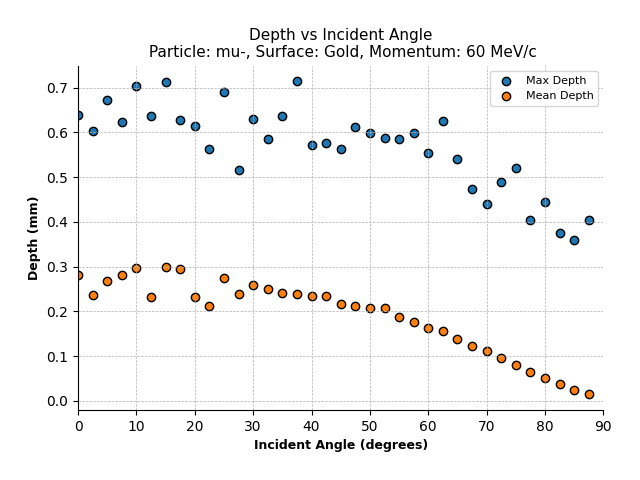 Depth vs Incident Angle
Particle: mu-, Surface: Gold, Momentum: 60 MeV/c
Max Depth
Mean Depth
Depth (mm)
0.7
0.6
0.5
0.4
0.3
0.2
0.1
0.0
0 10 20 30 40 50 60 70 80 90
Incident Angle (degrees)